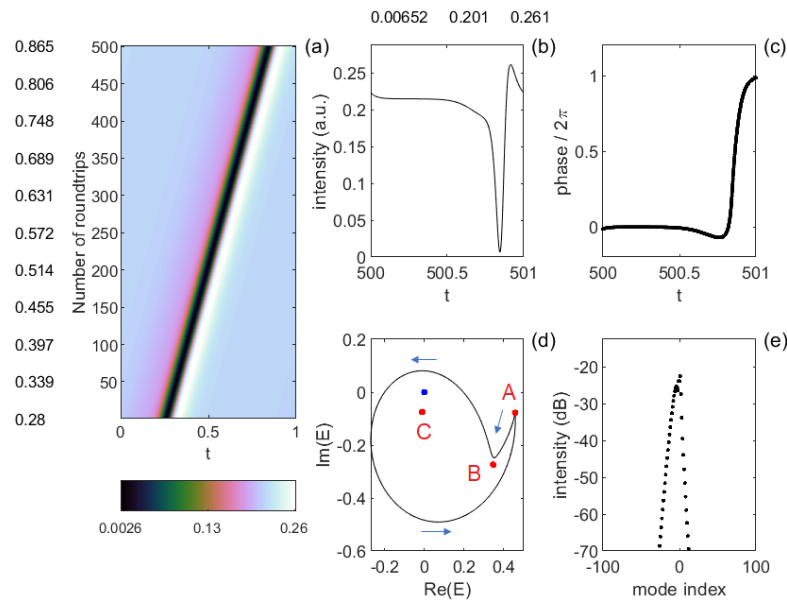 0.00652 0.201 0.261
0.865
0.806
0.748
0.689
0.631
0.572
0.514
0.455
0.397
0.339
0.28
(a)
Number of roundtrips
500
450
400
350
300
250
200
150
100
50
0 0.5 1
t
0.0026 0.13 0.26
(b)
intensity (a.u.)
0.25
0.2
0.15
0.1
0.05
0
500 500.5 501
t
(c)
phase / 2π
1
0.5
0
500 500.5 501
t
(d)
Im(E)
0.2
0
-0.2
-0.4
-0.6
A
B
C
0 0.2 0.4
-0.2
Re(E)
(e)
intensity (dB)
-20
-30
-40
-50
-60
-70
-100 0 100
mode index